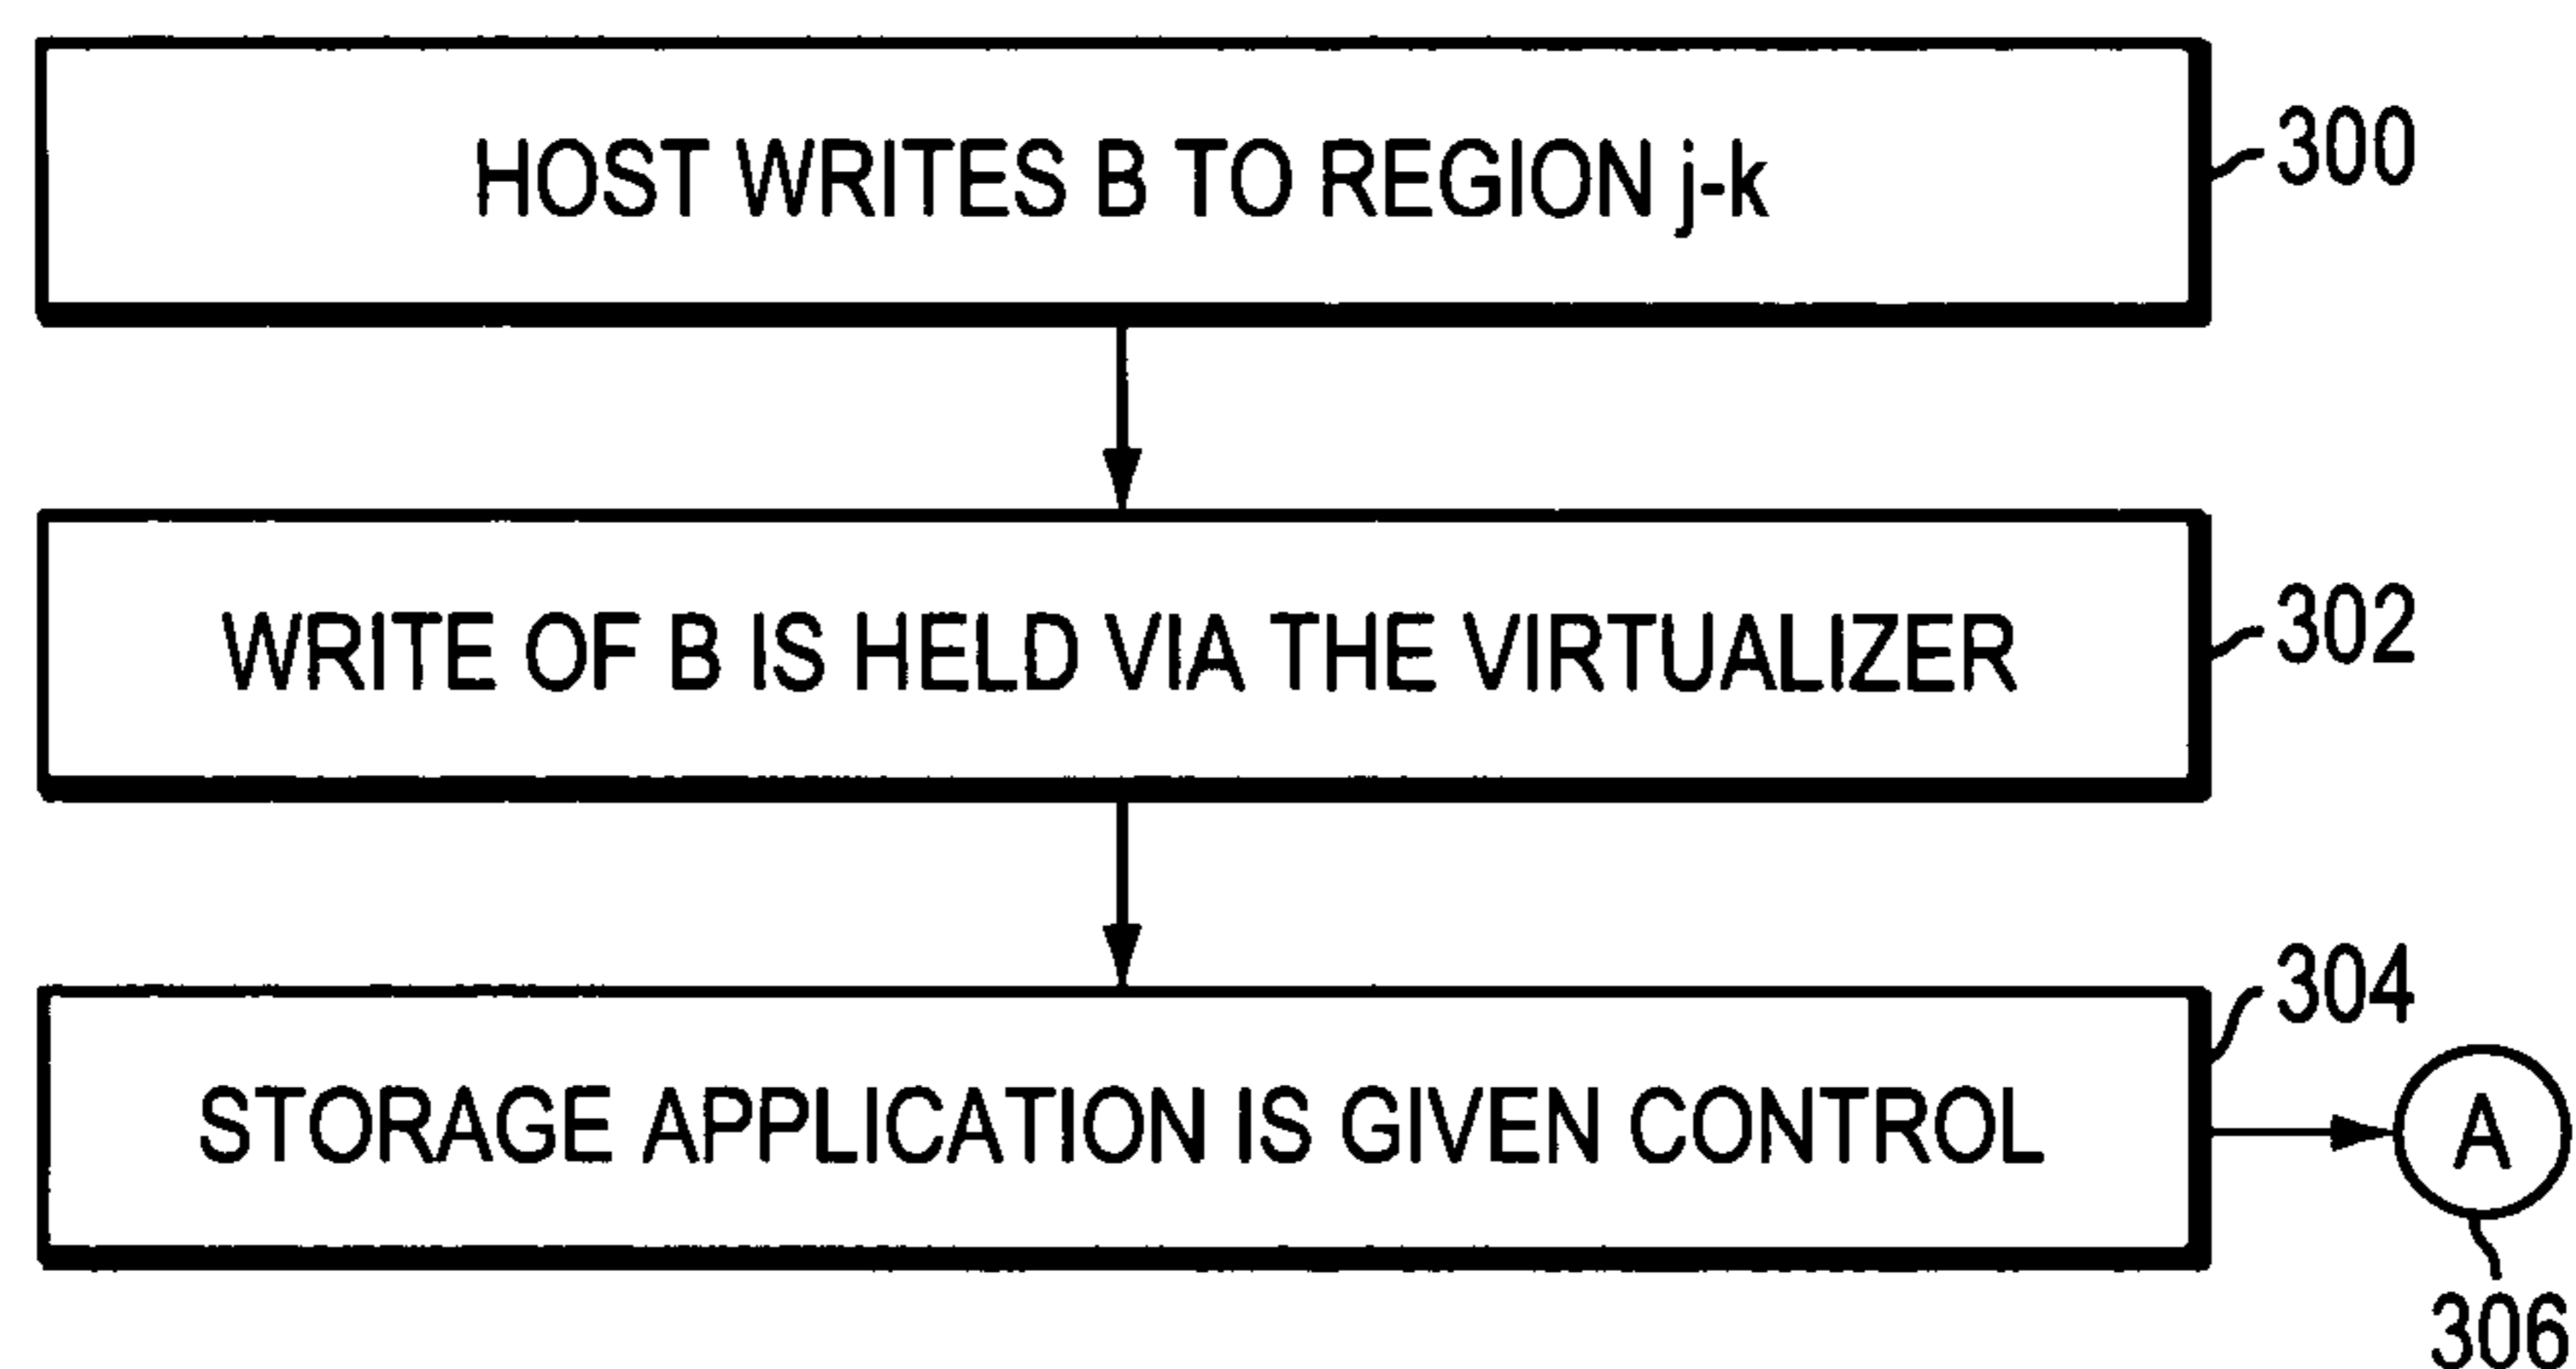 HOST WRITES B TO REGION j-k
300
WRITE OF B IS HELD VIA THE VIRTUALIZER
302
STORAGE APPLICATION IS GIVEN CONTROL
304
A
306